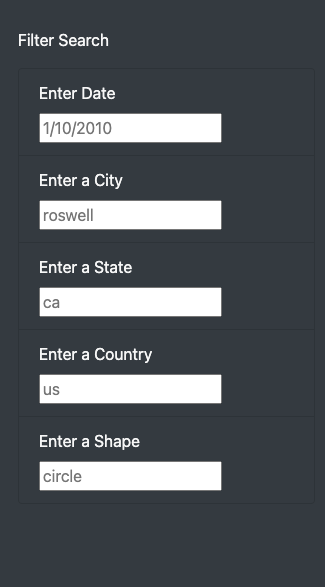 Filter Search
Enter Date
1/10/2010
Enter a City
roswell
Enter a State
ca
Enter a Country
us
Enter a Shape
circle